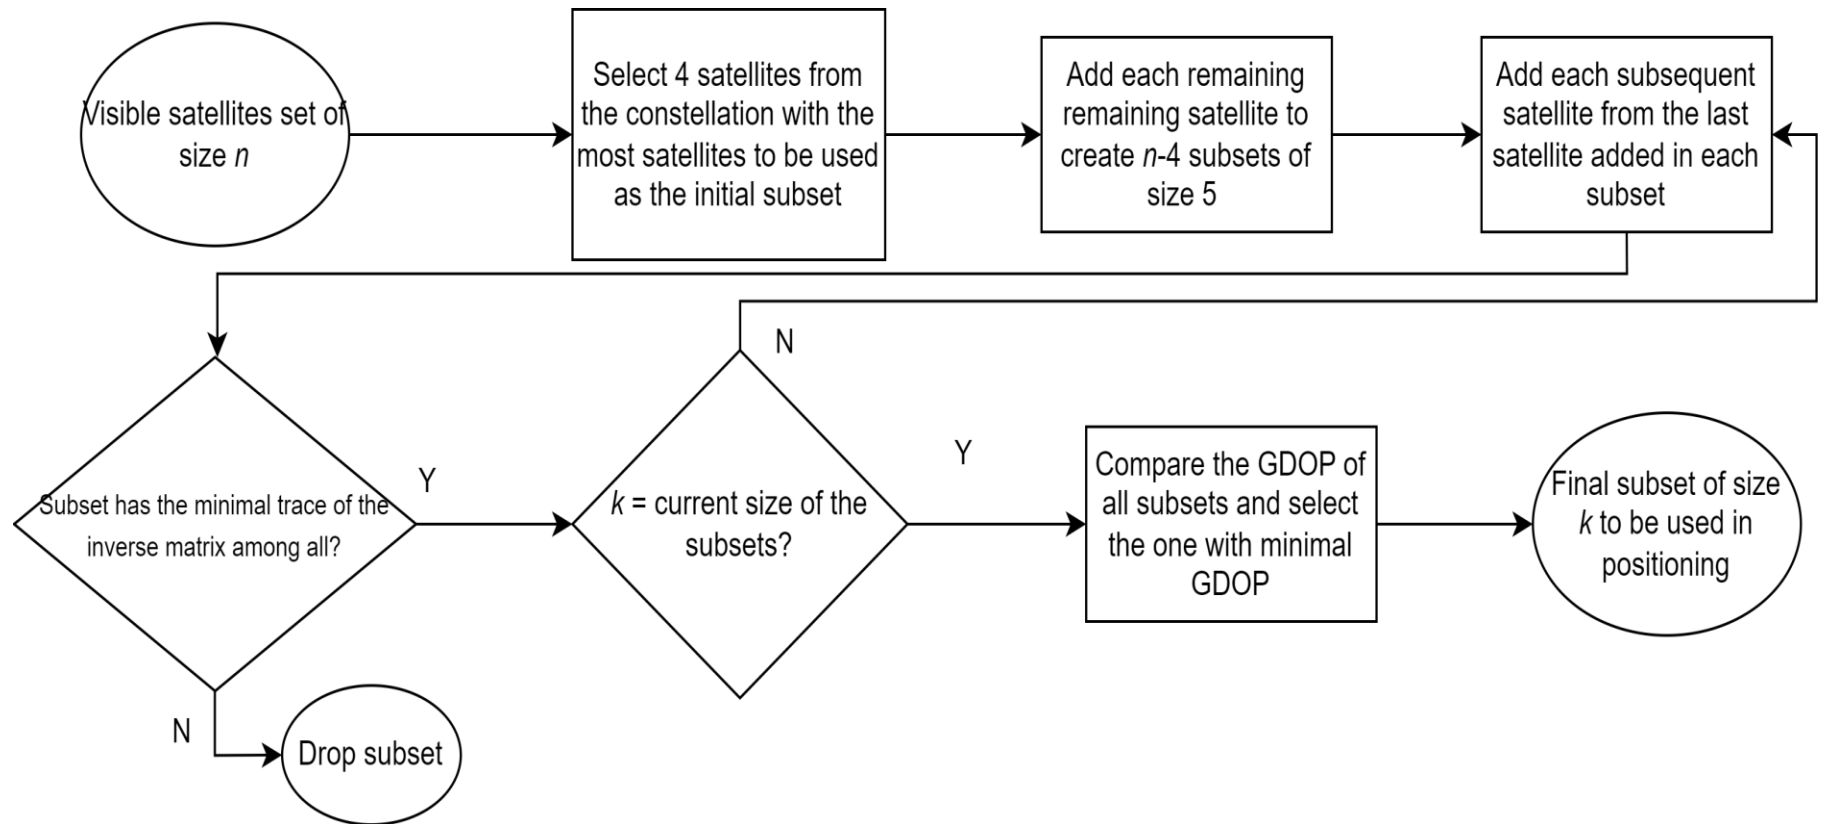 Visible satellites set of
size n
Select 4 satellites from
the constellation with the
most satellites to be used
as the initial subset
Add each remaining
remaining satellite to
create n-4 subsets of
size 5
Add each subsequent
satellite from the last
satellite added in each
subset
Subset has the minimal trace of the
inverse matrix among all?
Y
N
Drop subset
k = current size of the
subsets?
N
Y
Compare the GDOP of
all subsets and select
the one with minimal
GDOP
Final subset of size
k to be used in
positioning